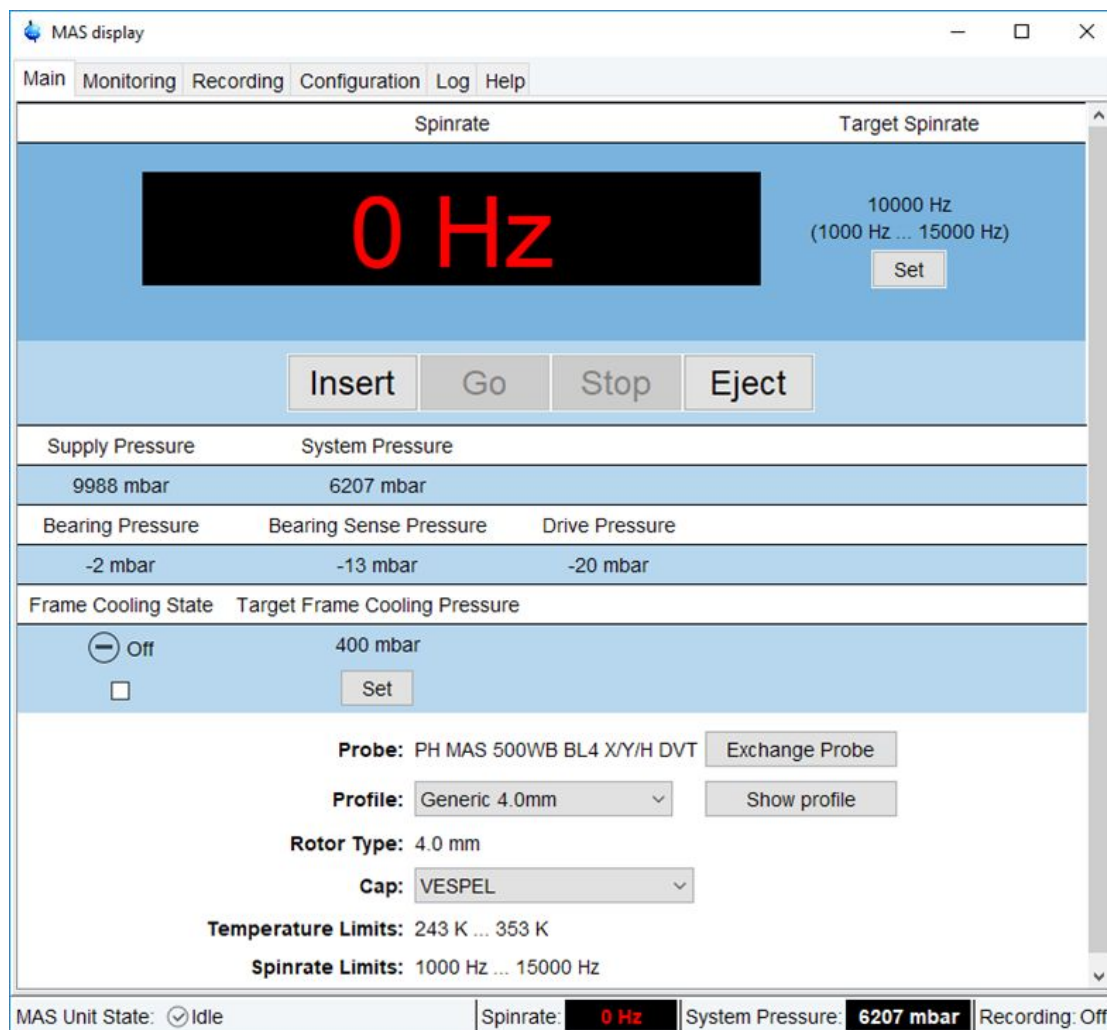 MAS display
Main Monitoring Recording Configuration Log Help
Spinrate Target Spinrate
0 Hz
10000 Hz
(1000 Hz ... 15000 Hz)
Set
Insert Go Stop Eject
Supply Pressure System Pressure
9988 mbar 6207 mbar
Bearing Pressure Bearing Sense Pressure Drive Pressure
-2 mbar -13 mbar -20 mbar
Frame Cooling State Target Frame Cooling Pressure
Off 400 mbar
Set
Probe: PH MAS 500WB BL4 X/Y/H DVT Exchange Probe
Profile: Generic 4.0mm Show profile
Rotor Type: 4.0 mm
Cap: VESPEL
Temperature Limits: 243 K ... 353 K
Spinrate Limits: 1000 Hz ... 15000 Hz
MAS Unit State: Idle Spinrate: 0 Hz System Pressure: 6207 mbar Recording: Off